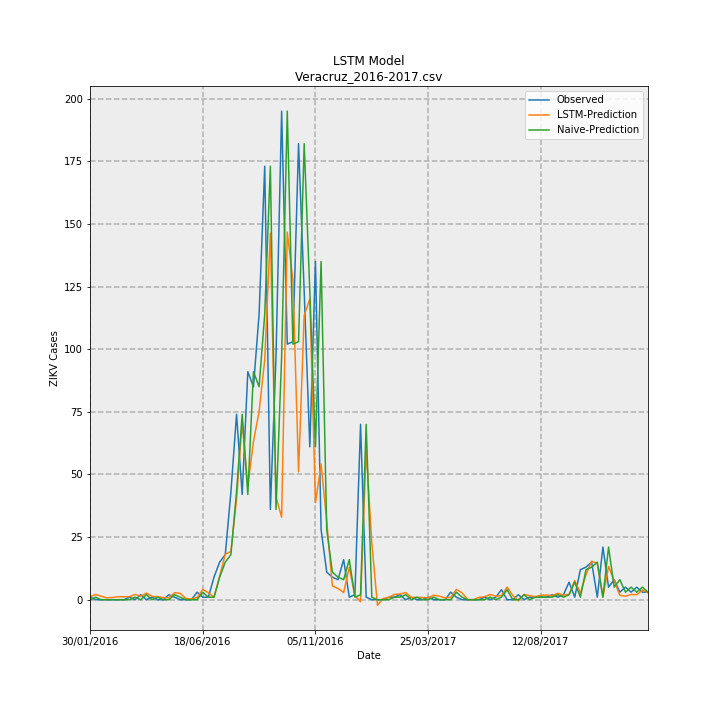 LSTM Model
Veracruz_2016-2017.csv
Observed
LSTM-Prediction
Naive-Prediction
200
175
150
125
100
75
50
25
0
ZIKV Cases
30/01/2016
18/06/2016
05/11/2016
25/03/2017
12/08/2017
Date